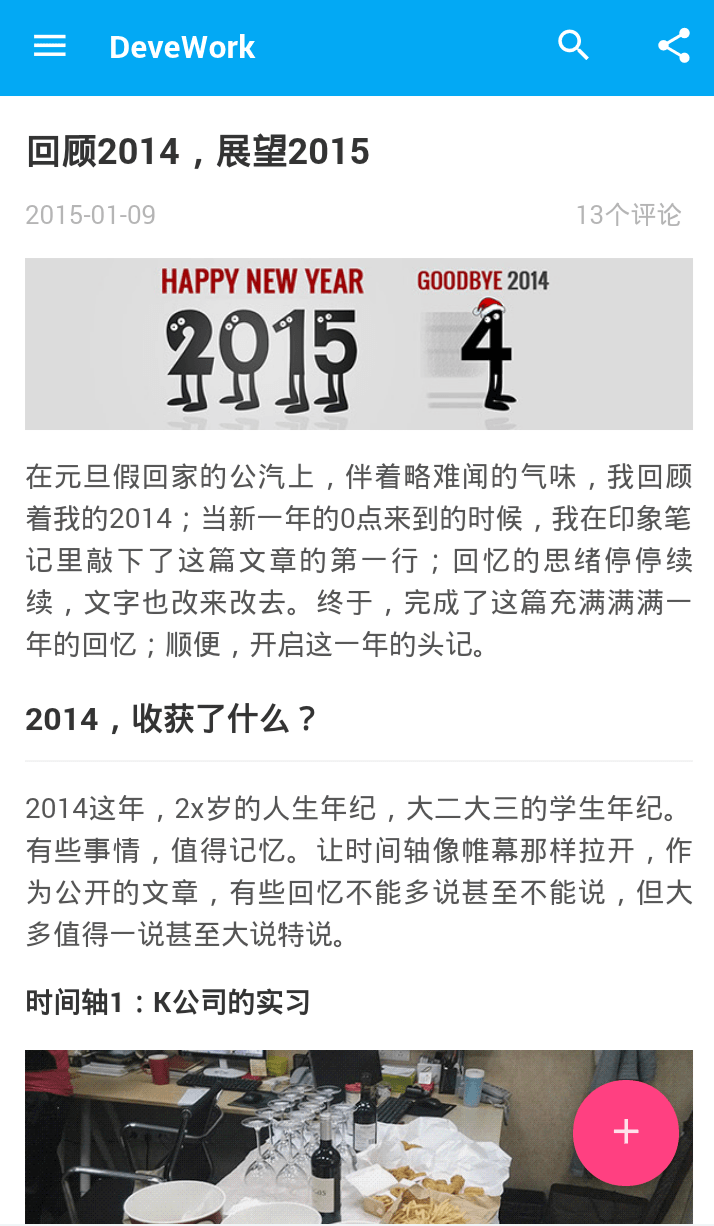 DeveWork
回顾2014，展望2015
2015-01-09
13个评论
HAPPY NEW YEAR
GOODBYE 2014
2015
4
在元旦假回家的公汽上，伴着略难闻的气味，我回顾
着我的2014；当新一年的0点来到的时候，我在印象笔
记里敲下了这篇文章的第一行；回忆的思绪停停续
续，文字也改来改去。终于，完成了这篇充满满满一
年的回忆；顺便，开启这一年的头记。
2014，收获了什么？
2014这年，2x岁的人生年纪，大二大三的学生年纪。
有些事情，值得记忆。让时间轴像帷幕那样拉开，作
为公开的文章，有些回忆不能多说甚至不能说，但大
多值得一说甚至大说特说。
时间轴1：K公司的实习